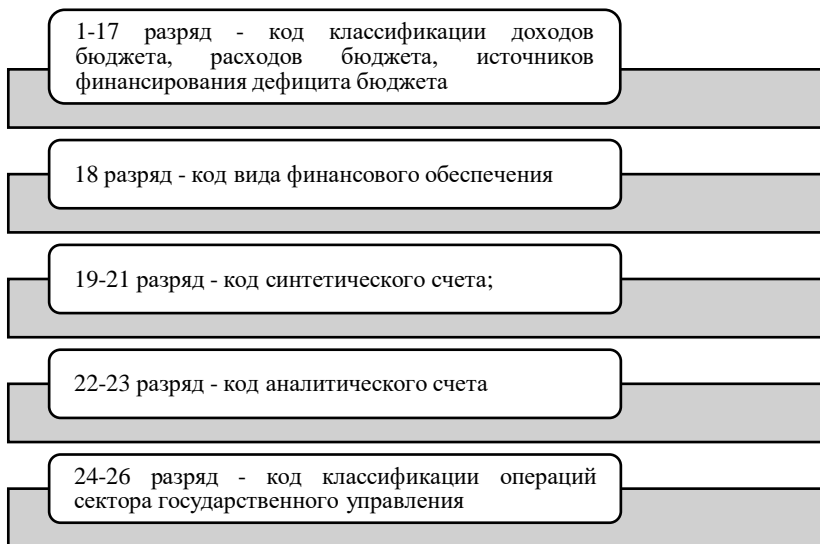 1-17 разряд - код классификации доходов
бюджета, расходов бюджета, источников
финансирования дефицита бюджета
18 разряд - код вида финансового обеспечения
19-21 разряд - код синтетического счета;
22-23 разряд - код аналитического счета
24-26 разряд - код классификации операций
сектора государственного управления